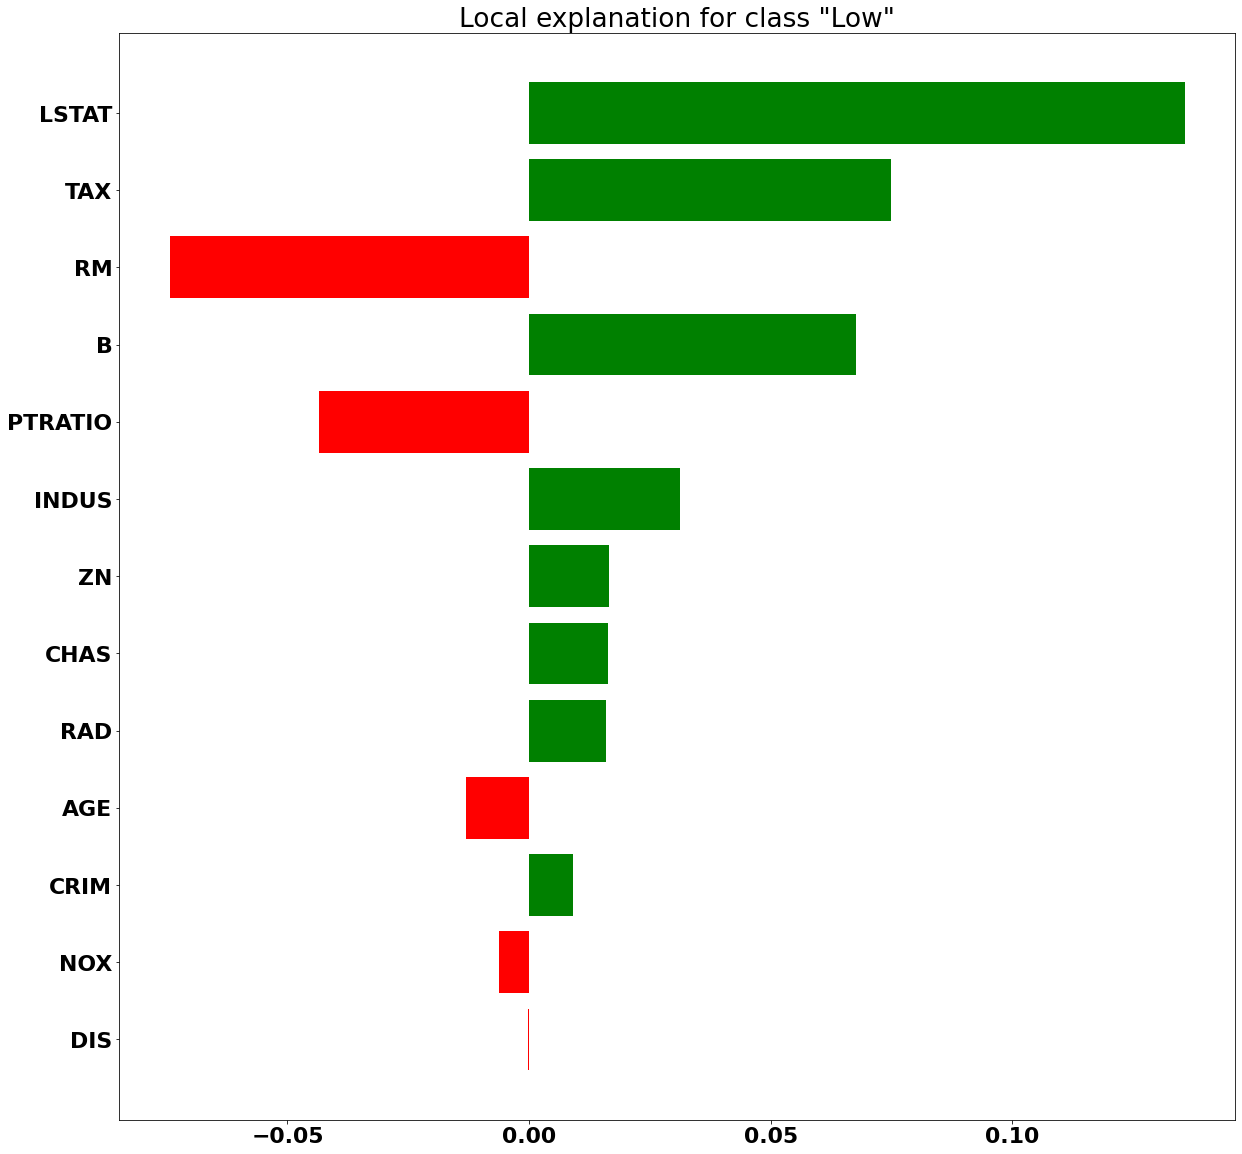 Local explanation for class "Low"
LSTAT
TAX
RM
B
PTRATIO
INDUS
ZN
CHAS
RAD
AGE
CRIM
NOX
DIS
−0.05 0.00 0.05 0.10